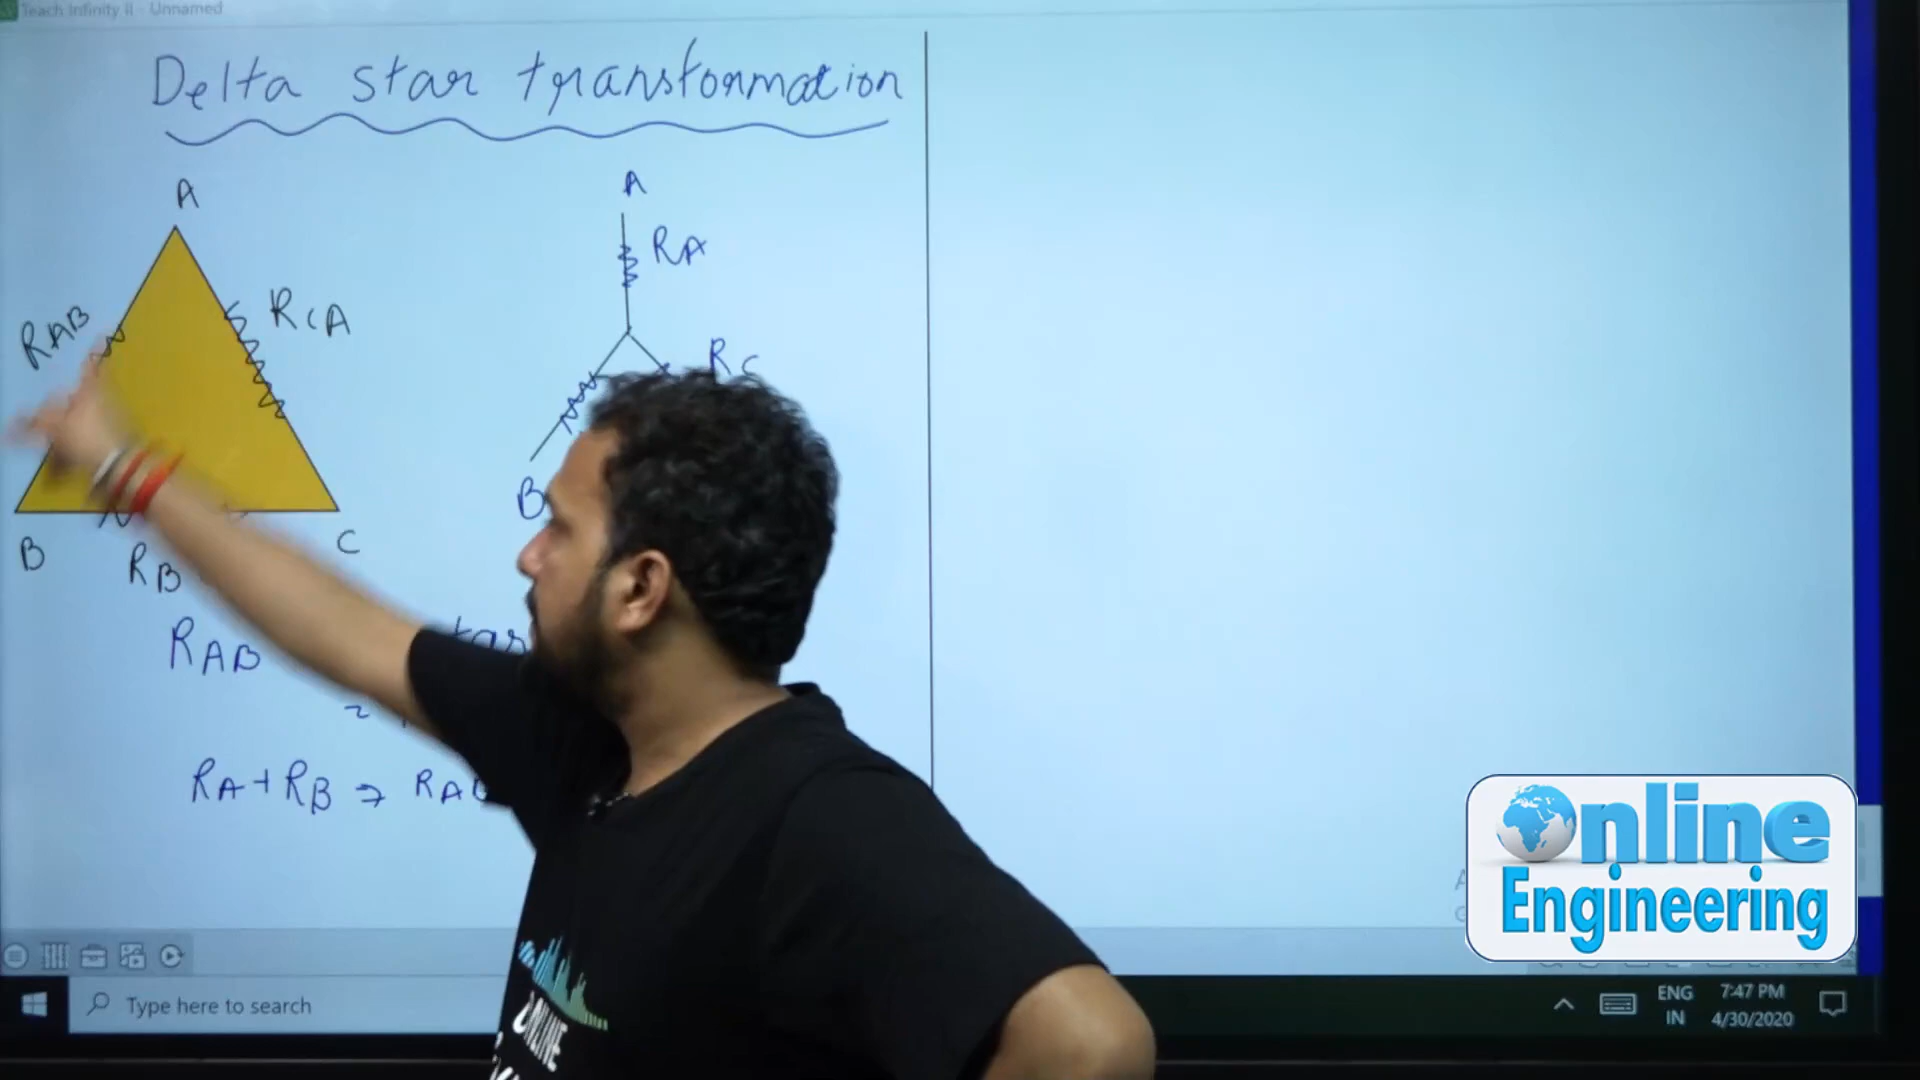 Teach Infinity II - Unnamed
Delta star transformation
A
RAB
RCA
B
C
RB
A
RA
RC
B
RAB
=
RA+RB ⇒ RAB
Online
Engineering
Type here to search
ENG
IN
7:47 PM
4/30/2020